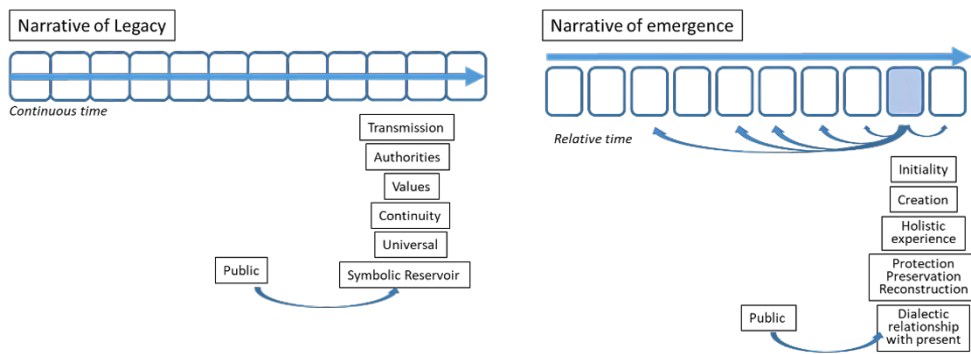 Narrative of Legacy
Continuous time
Transmission
Authorities
Values
Continuity
Universal
Public
Symbolic Reservoir
Narrative of emergence
Relative time
Initiality
Creation
Holistic
experience
Protection
Preservation
Reconstruction
Public
Dialectic
relationship
with present